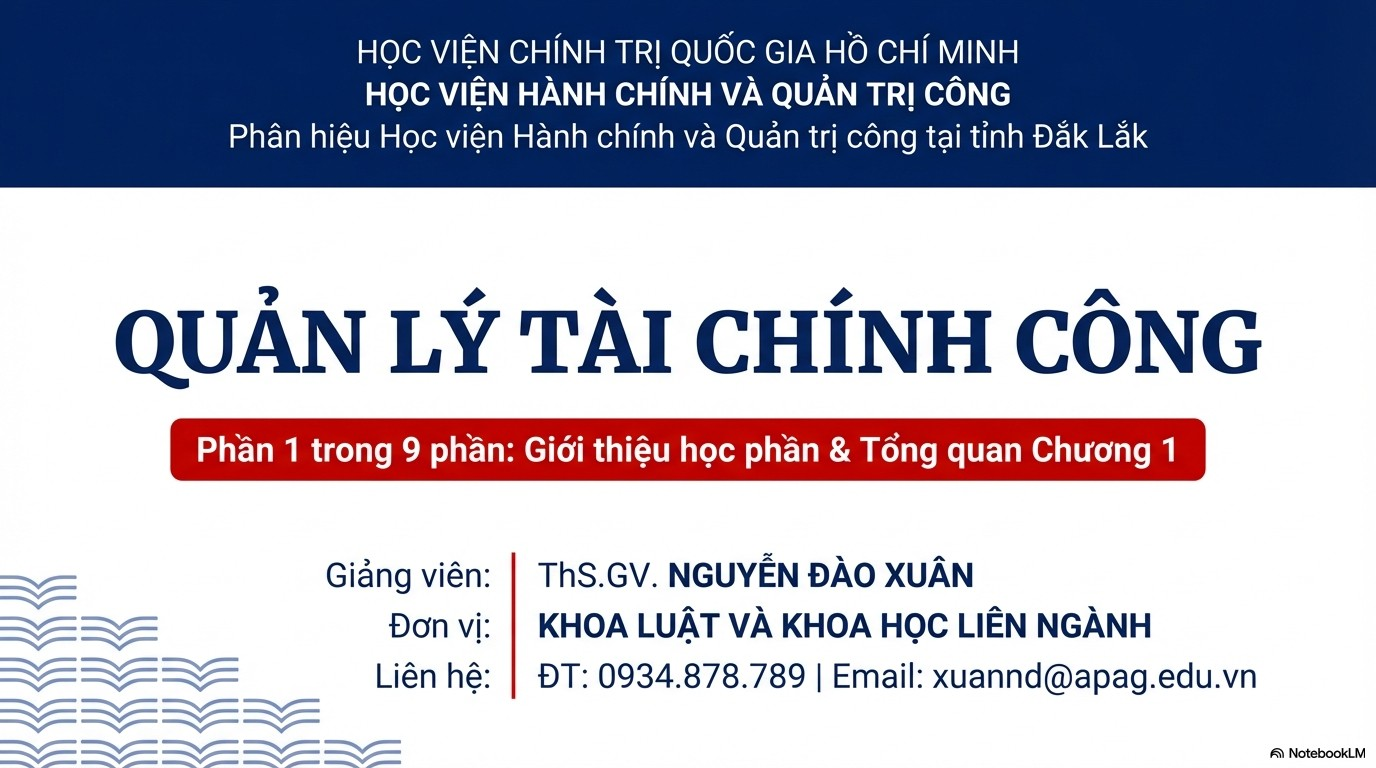 HỌC VIỆN CHÍNH TRỊ QUỐC GIA HỒ CHÍ MINH
HỌC VIỆN HÀNH CHÍNH VÀ QUẢN TRỊ CÔNG
Phân hiệu Học viện Hành chính và Quản trị công tại tỉnh Đắk Lắk
QUẢN LÝ TÀI CHÍNH CÔNG
Phần 1 trong 9 phần: Giới thiệu học phần & Tổng quan Chương 1
Giảng viên: ThS.GV. NGUYỄN ĐÀO XUÂN
Đơn vị: KHOA LUẬT VÀ KHOA HỌC LIÊN NGÀNH
Liên hệ: ĐT: 0934.878.789 | Email: xuannd@apag.edu.vn
NotebookLM